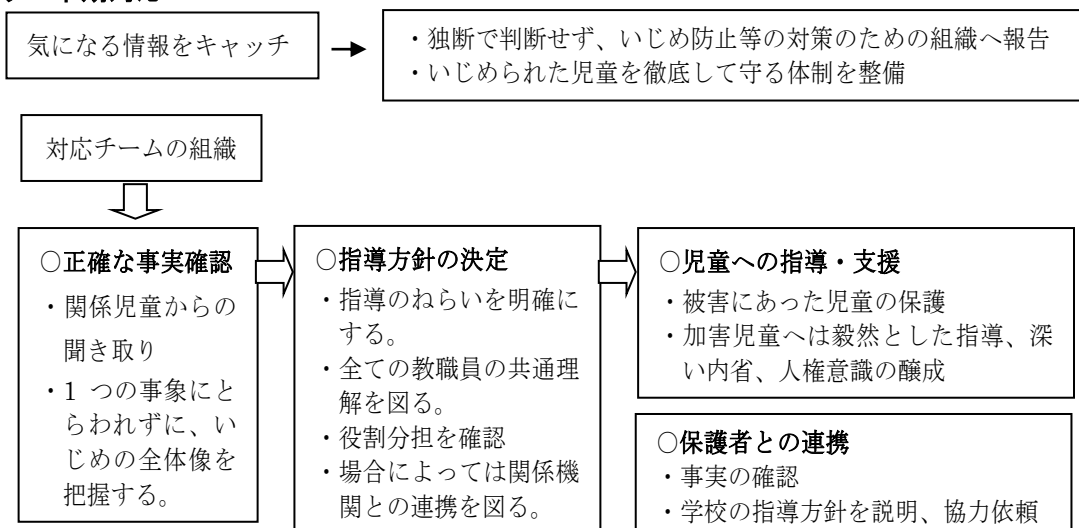 気になる情報をキャッチ
・独断で判断せず、いじめ防止等の対策のための組織へ報告
・いじめられた児童を徹底して守る体制を整備
対応チームの組織
○正確な事実確認
・関係児童からの
聞き取り
・1 つの事象にと
らわれずに、い
じめの全体像を
把握する。
○指導方針の決定
・指導のねらいを明確に
する。
・全ての教職員の共通理
解を図る。
・役割分担を確認
・場合によっては関係機
関との連携を図る。
○児童への指導・支援
・被害にあった児童の保護
・加害児童へは毅然とした指導、深
い内省、人権意識の醸成
○保護者との連携
・事実の確認
・学校の指導方針を説明、協力依頼